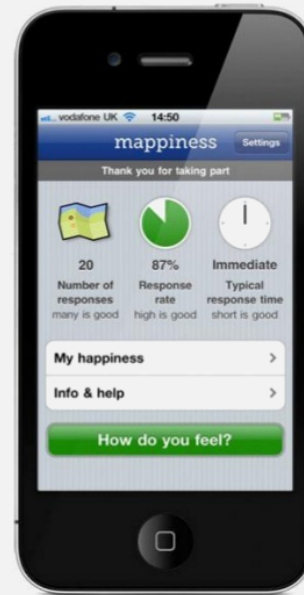 vodafone UK 14:50
mappiness Settings
Thank you for taking part
20 87% Immediate
Number of Response Typical
responses rate response time
many is good high is good short is good
My happiness
Info & help
How do you feel?